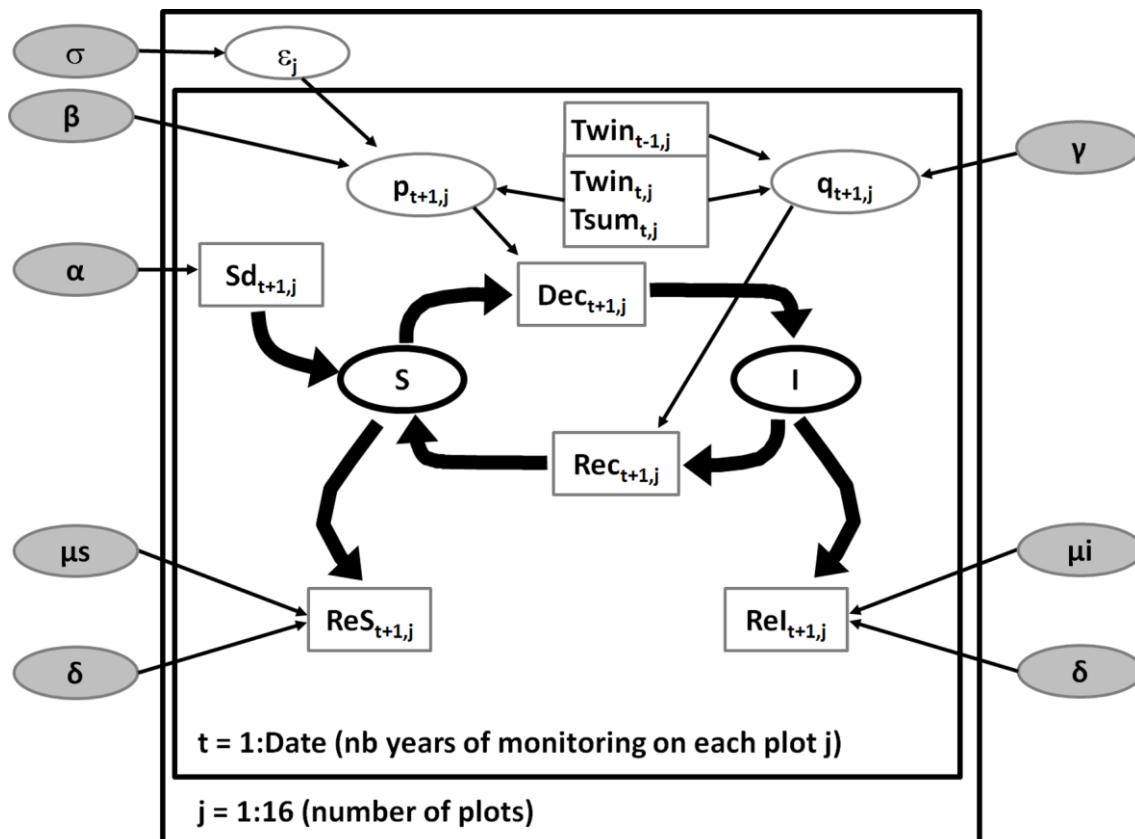 σ
εj
β
Twint-1,j
γ
pt+1,j
Twint,j
Tsumt,j
qt+1,j
α
Sdt+1,j
Dect+1,j
S
I
Rect+1,j
μs
μi
ReSt+1,j
ReIt+1,j
δ
δ
t = 1:Date (nb years of monitoring on each plot j)
j = 1:16 (number of plots)